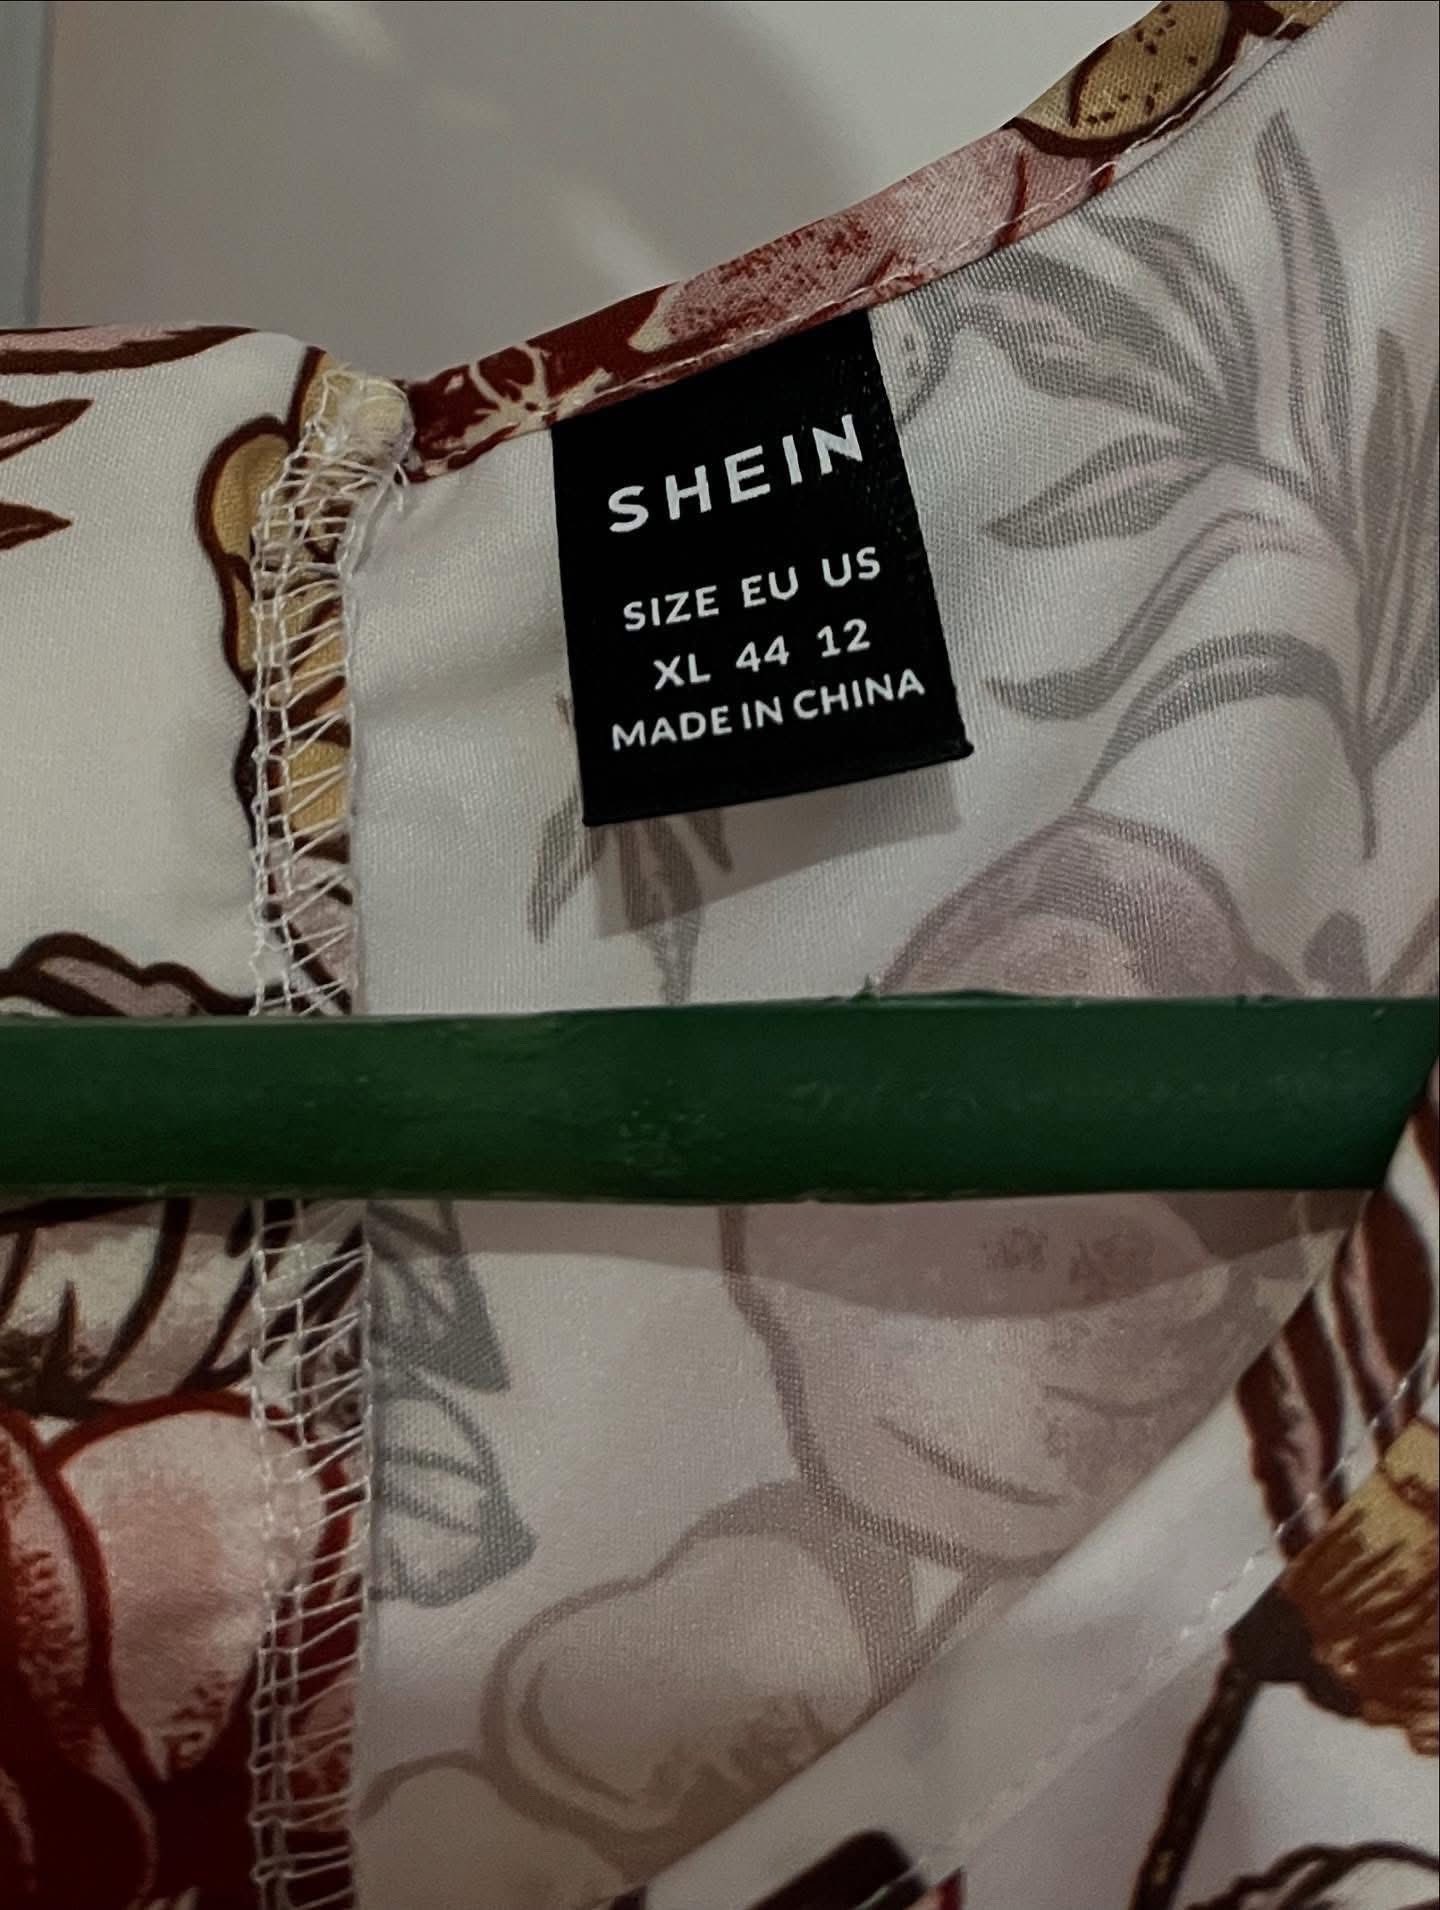 SHEIN
SIZE EU US
XL 44 12
MADE IN CHINA